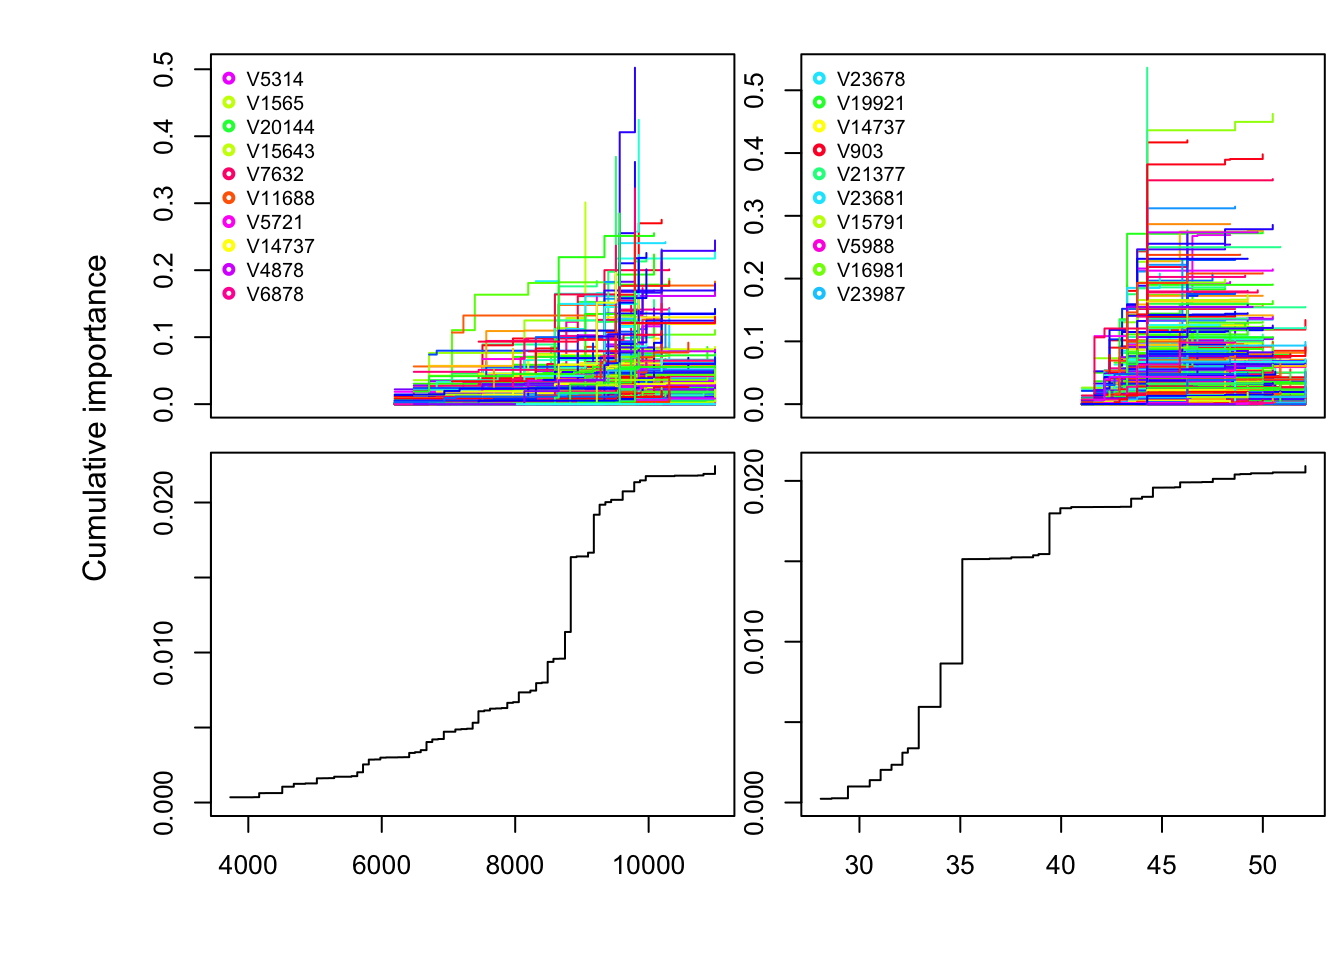 Cumulative importance
0.5
0.4
0.3
0.2
0.1
0.0
V5314
V1565
V20144
V15643
V7632
V11688
V5721
V14737
V4878
V6878
0.5
0.4
0.3
0.2
0.1
0.0
V23678
V19921
V14737
V903
V21377
V23681
V15791
V5988
V16981
V23987
0.020
0.010
0.000
4000 6000 8000 10000
0.020
0.010
0.000
30 35 40 45 50